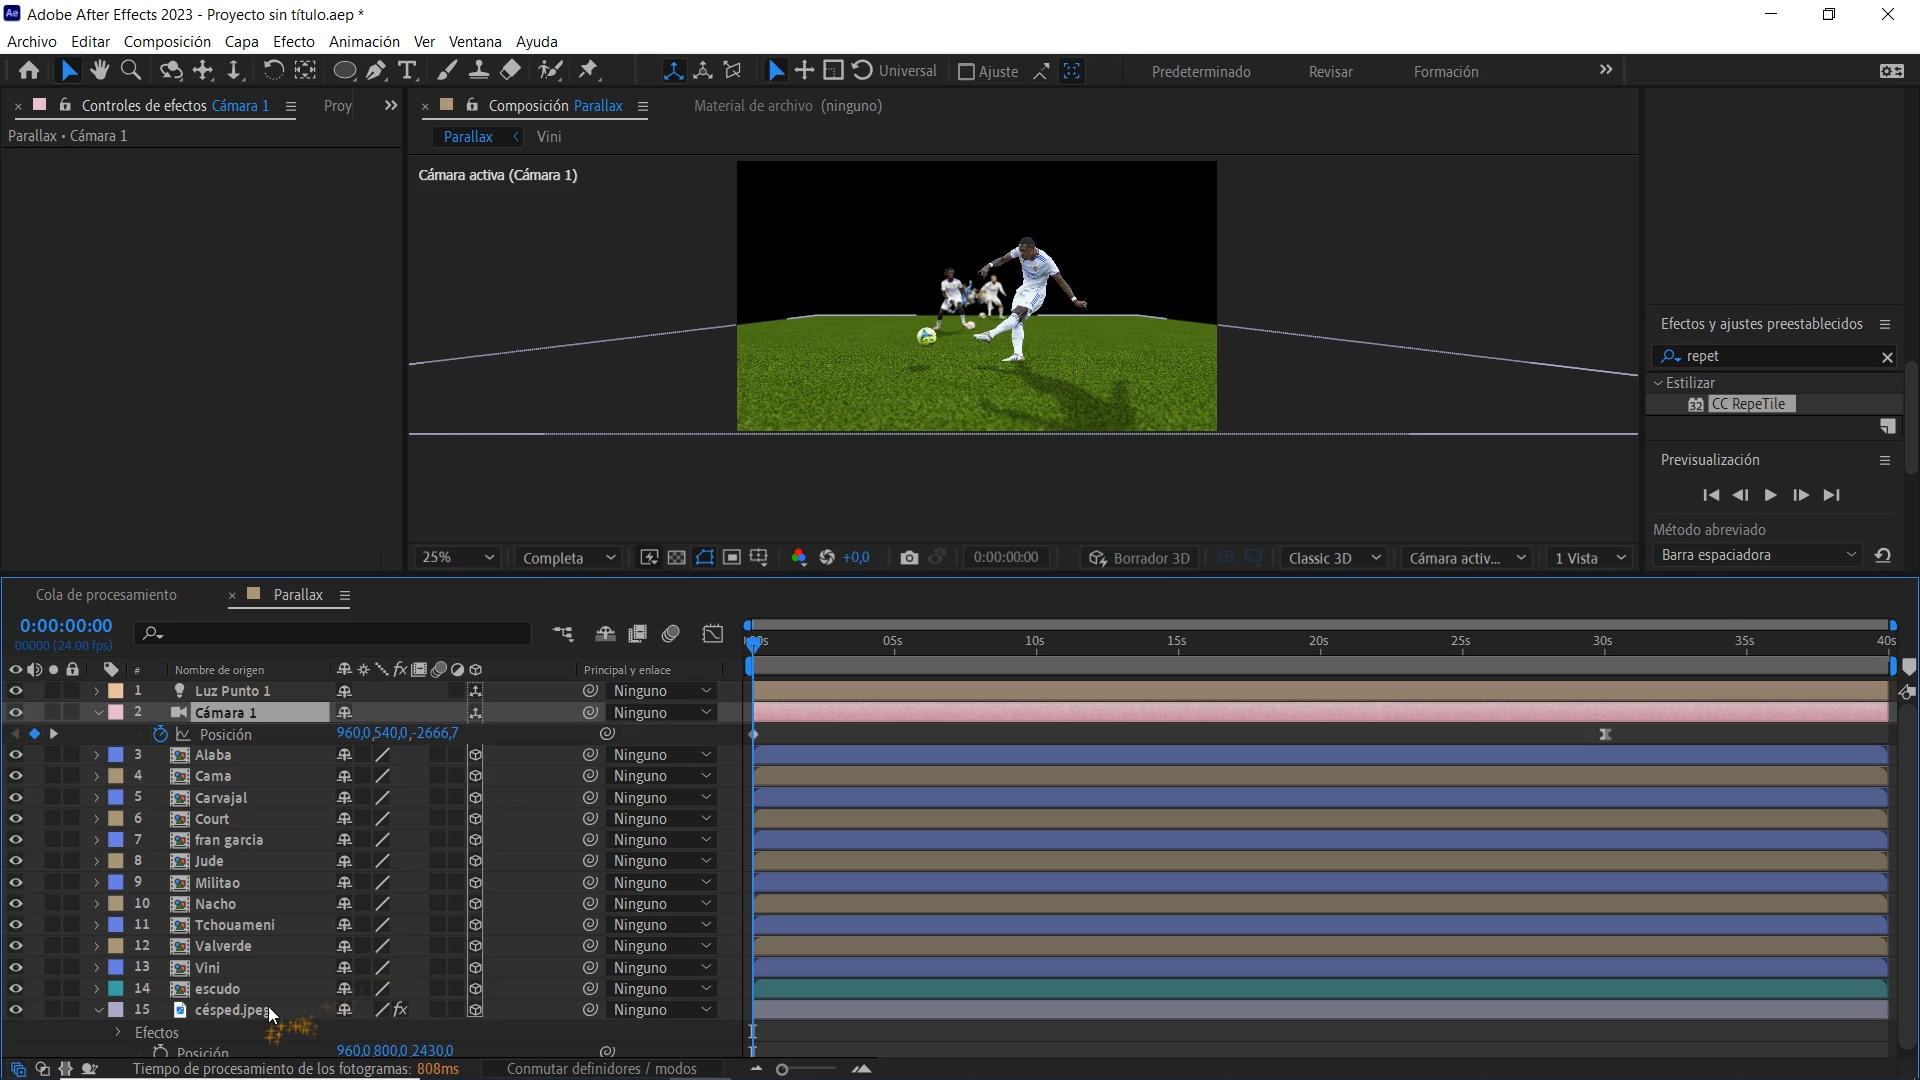 Ae Adobe After Effects 2023 - Proyecto sin título.aep *
Archivo Editar Composición Capa Efecto Animación Ver Ventana Ayuda
T Universal Ajuste Predeterminado Revisar Formación
Controles de efectos Cámara 1 Proy
Composición Parallax Material de archivo (ninguno)
Parallax • Cámara 1
Parallax Vini
Cámara activa (Cámara 1)
Efectos y ajustes preestablecidos
repet
Estilizar
32 CC RepeTile
Previsualización
Método abreviado
Barra espaciadora
25% Completa +0,0 0:00:00:00 Borrador 3D Classic 3D Cámara activ... 1 Vista
Cola de procesamiento Parallax
0:00:00:00
00000 (24.00 fps)
05s 10s 15s 20s 25s 30s 35s 40s
# Nombre de origen fx Principal y enlace
1 Luz Punto 1 Ninguno
2 Cámara 1 Ninguno
Posición 960,0,540,0,-2666,7
3 Alaba Ninguno
4 Cama Ninguno
5 Carvajal Ninguno
6 Court Ninguno
7 fran garcia Ninguno
8 Jude Ninguno
9 Militao Ninguno
10 Nacho Ninguno
11 Tchouameni Ninguno
12 Valverde Ninguno
13 Vini Ninguno
14 escudo Ninguno
15 césped.jpeg fx Ninguno
Efectos
Posición 960,0,800,0,2430,0
Tiempo de procesamiento de los fotogramas: 808ms Conmutar definidores / modos